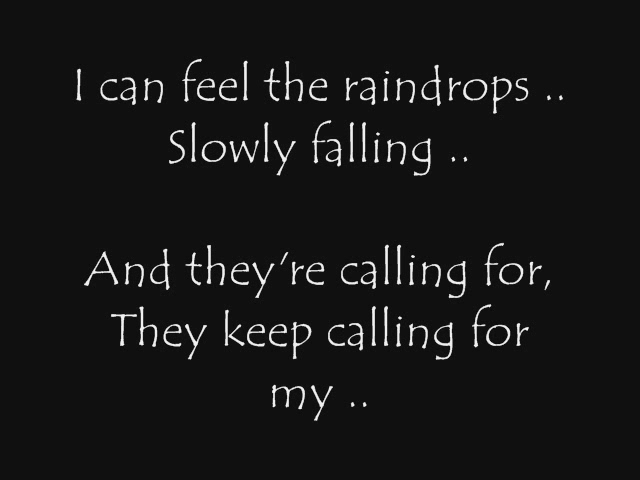 I can feel the raindrops ..
Slowly falling ..
And they're calling for,
They keep calling for
my ..